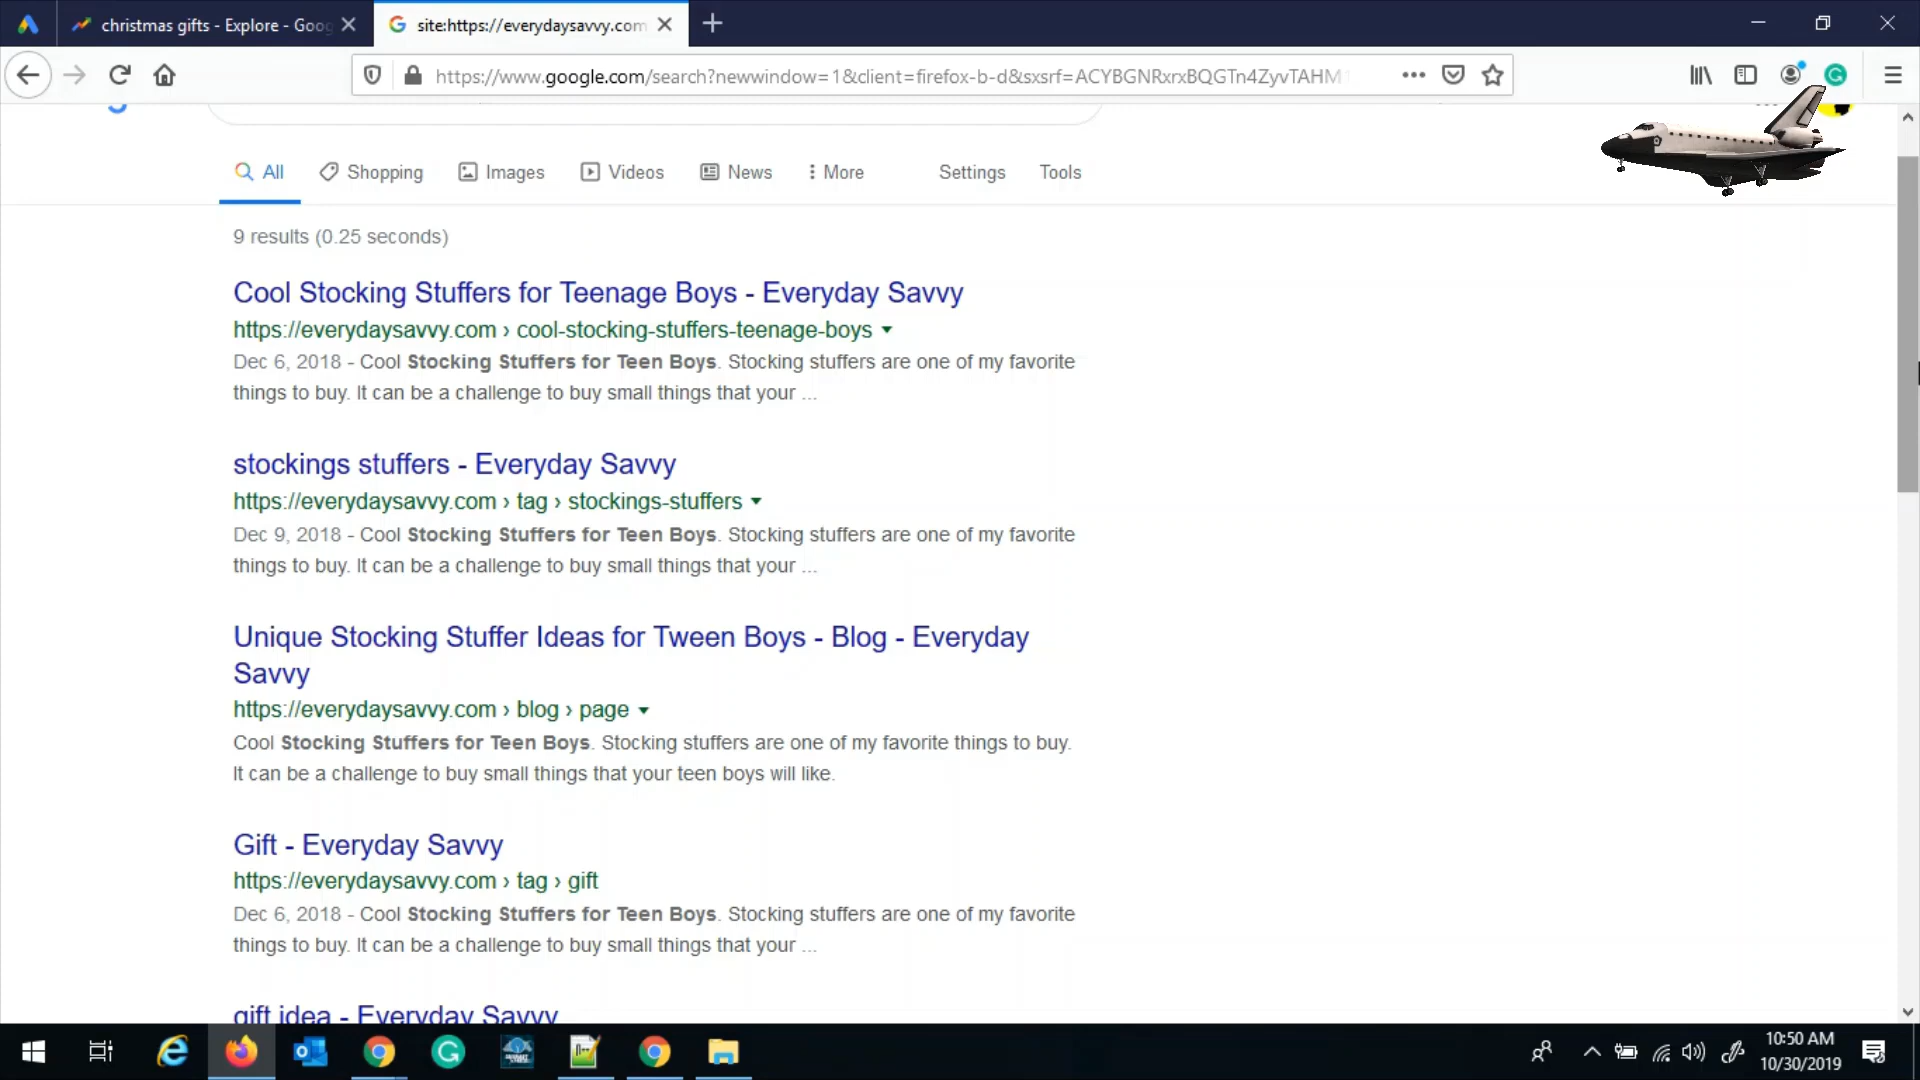 christmas gifts - Explore - Goog
site:https://everydaysavvy.com
https://www.google.com/search?newwindow=1&client=firefox-b-d&sxsrf=ACYBGNRxrxBQGTn4ZyvTAHM1
All Shopping Images Videos News More Settings Tools
9 results (0.25 seconds)
Cool Stocking Stuffers for Teenage Boys - Everyday Savvy
https://everydaysavvy.com › cool-stocking-stuffers-teenage-boys
Dec 6, 2018 - Cool Stocking Stuffers for Teen Boys. Stocking stuffers are one of my favorite
things to buy. It can be a challenge to buy small things that your ...
stockings stuffers - Everyday Savvy
https://everydaysavvy.com › tag › stockings-stuffers
Dec 9, 2018 - Cool Stocking Stuffers for Teen Boys. Stocking stuffers are one of my favorite
things to buy. It can be a challenge to buy small things that your ...
Unique Stocking Stuffer Ideas for Tween Boys - Blog - Everyday
Savvy
https://everydaysavvy.com › blog › page
Cool Stocking Stuffers for Teen Boys. Stocking stuffers are one of my favorite things to buy.
It can be a challenge to buy small things that your teen boys will like.
Gift - Everyday Savvy
https://everydaysavvy.com › tag › gift
Dec 6, 2018 - Cool Stocking Stuffers for Teen Boys. Stocking stuffers are one of my favorite
things to buy. It can be a challenge to buy small things that your ...
gift idea - Everyday Savvy
10:50 AM
10/30/2019